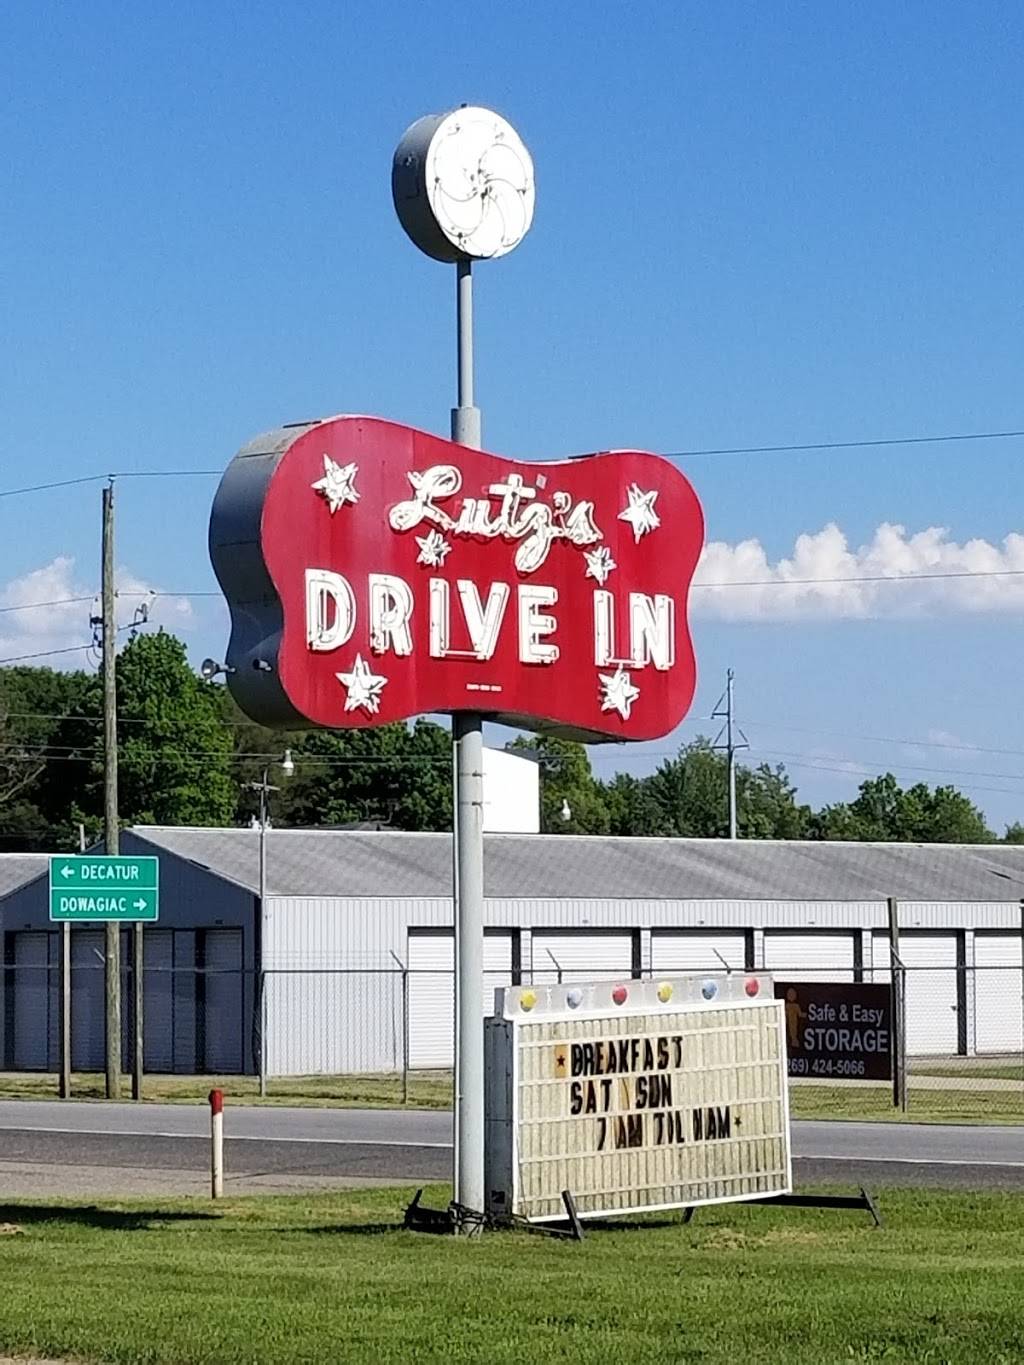 Lutz's
DRIVE IN
← DECATUR
DOWAGIAC →
BREAKFAST
SAT SUN
7 AM TIL 11AM
Safe & Easy
STORAGE
269) 424-5066